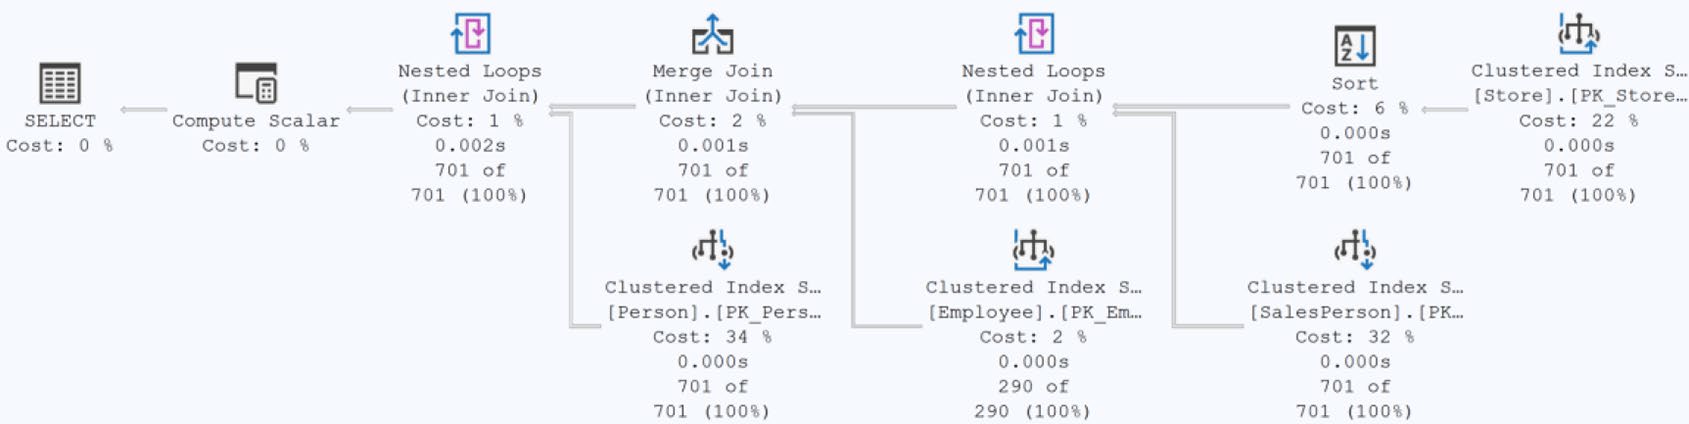 SELECT
Cost: 0 %
Compute Scalar
Cost: 0 %
Nested Loops
(Inner Join)
Cost: 1 %
0.002s
701 of
701 (100%)
Merge Join
(Inner Join)
Cost: 2 %
0.001s
701 of
701 (100%)
Nested Loops
(Inner Join)
Cost: 1 %
0.001s
701 of
701 (100%)
A
Z
Sort
Cost: 6 %
0.000s
701 of
701 (100%)
Clustered Index S…
[Store].[PK_Store…
Cost: 22 %
0.000s
701 of
701 (100%)
Clustered Index S…
[Person].[PK_Pers…
Cost: 34 %
0.000s
701 of
701 (100%)
Clustered Index S…
[Employee].[PK_Em…
Cost: 2 %
0.000s
290 of
290 (100%)
Clustered Index S…
[SalesPerson].[PK…
Cost: 32 %
0.000s
701 of
701 (100%)